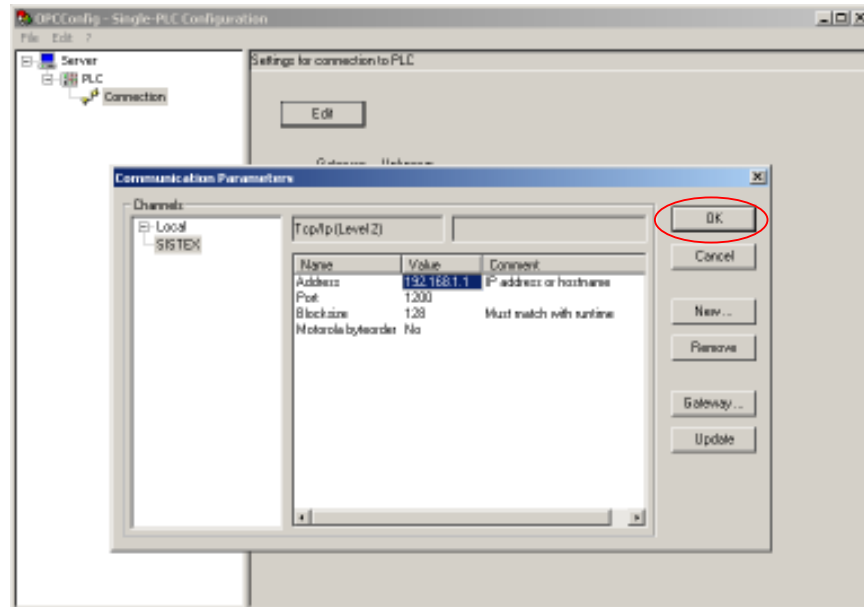 OPCConfig - Single-PLC Configuration
File Edit ?
Server
PLC
Connection
Settings for connection to PLC
Edit
Communication Parameters
Channels
Local
SISTEX
Tcp/Ip (Level 2)
Name Value Comment
Address 192.168.1.1 IP address or hostname
Port 1200
Blocksize 128 Must match with runtime
Motorola byteorder No
OK
Cancel
New...
Remove
Gateway...
Update